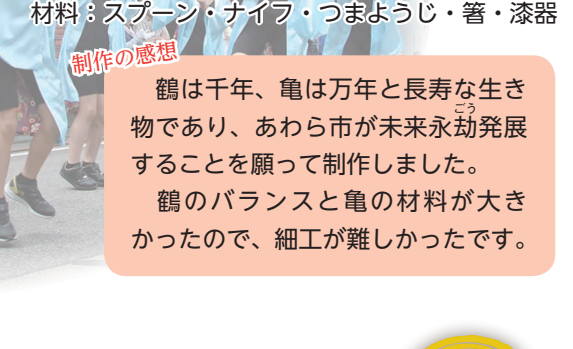 材料：スプーン・ナイフ・つまようじ・箸・漆器
制作の感想
　鶴は千年、亀は万年と長寿な生き
ごう
物であり、あわら市が未来永劫発展
することを願って制作しました。
　鶴のバランスと亀の材料が大き
かったので、細工が難しかったです。